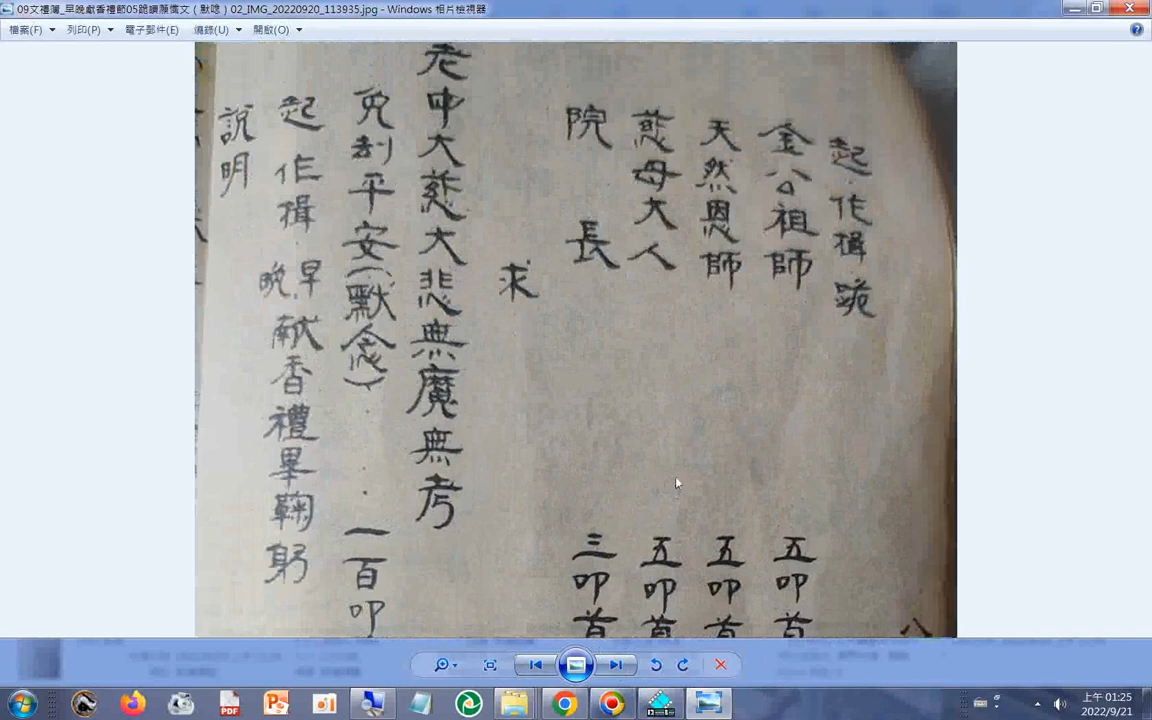 09文禮簿_早晚獻香禮節05跪讀願懺文（默唸）02_IMG_20220920_113935.jpg - Windows 相片檢視器
檔案(F) 列印(P) 電子郵件(E) 燒錄(U) 開啟(O)
起 作揖 跪
金公祖師 五叩首
天然恩師 五叩首
慈母大人 五叩首
院長 三叩首
求
老中大慈大悲無魔無考
免刦平安(默念) 一百叩
起 作揖 早晚献香禮畢鞠躬
說明
八
上午 01:25
2022/9/21